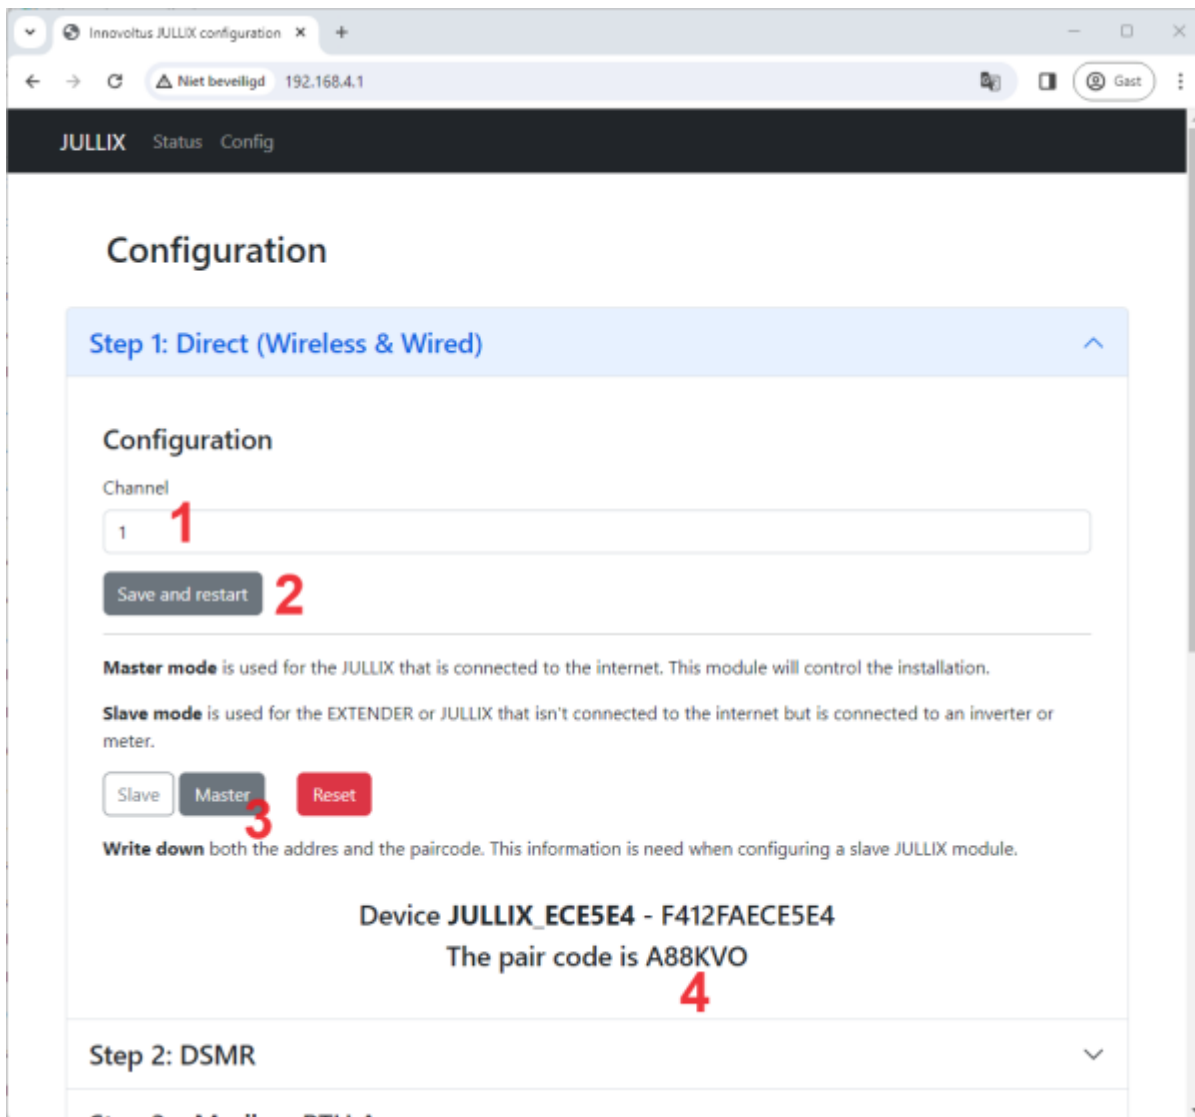 Innovoltus JULLIX configuration
Niet beveiligd 192.168.4.1
Gast
JULLIX Status Config
Configuration
Step 1: Direct (Wireless & Wired)
Configuration
Channel
1
1
Save and restart
2
Master mode is used for the JULLIX that is connected to the internet. This module will control the installation.
Slave mode is used for the EXTENDER or JULLIX that isn't connected to the internet but is connected to an inverter or
meter.
Slave Master Reset
3
Write down both the addres and the paircode. This information is need when configuring a slave JULLIX module.
Device JULLIX_ECE5E4 - F412FAECE5E4
The pair code is A88KVO
4
Step 2: DSMR